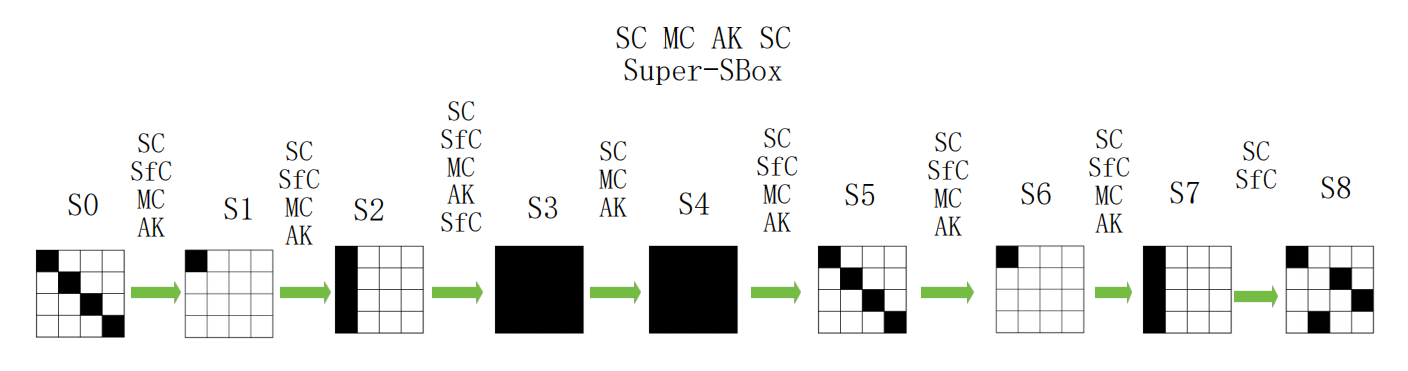 SC MC AK SC
Super-SBox
S0
SC
SfC
MC
AK
S1
SC
SfC
MC
AK
S2
SC
SfC
MC
AK
SfC
S3
SC
MC
AK
S4
SC
SfC
MC
AK
S5
SC
SfC
MC
AK
S6
SC
SfC
MC
AK
S7
SC
SfC
S8